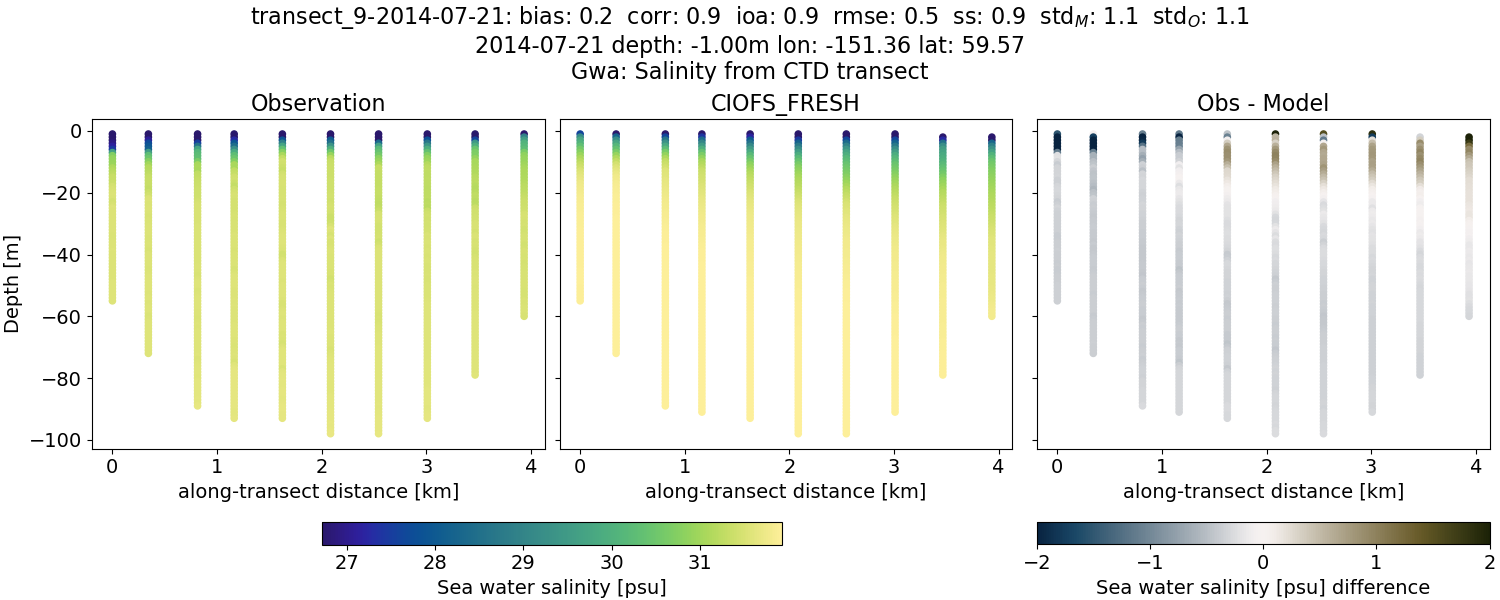 transect_9-2014-07-21: bias: 0.2 corr: 0.9 ioa: 0.9 rmse: 0.5 ss: 0.9 std_M: 1.1 std_O: 1.1
2014-07-21 depth: -1.00m lon: -151.36 lat: 59.57
Gwa: Salinity from CTD transect
Observation CIOFS_FRESH Obs - Model
0
−20
−40
−60
−80
−100
Depth [m]
0 1 2 3 4 0 1 2 3 4 0 1 2 3 4
along-transect distance [km] along-transect distance [km] along-transect distance [km]
27 28 29 30 31 −2 −1 0 1 2
Sea water salinity [psu] Sea water salinity [psu] difference